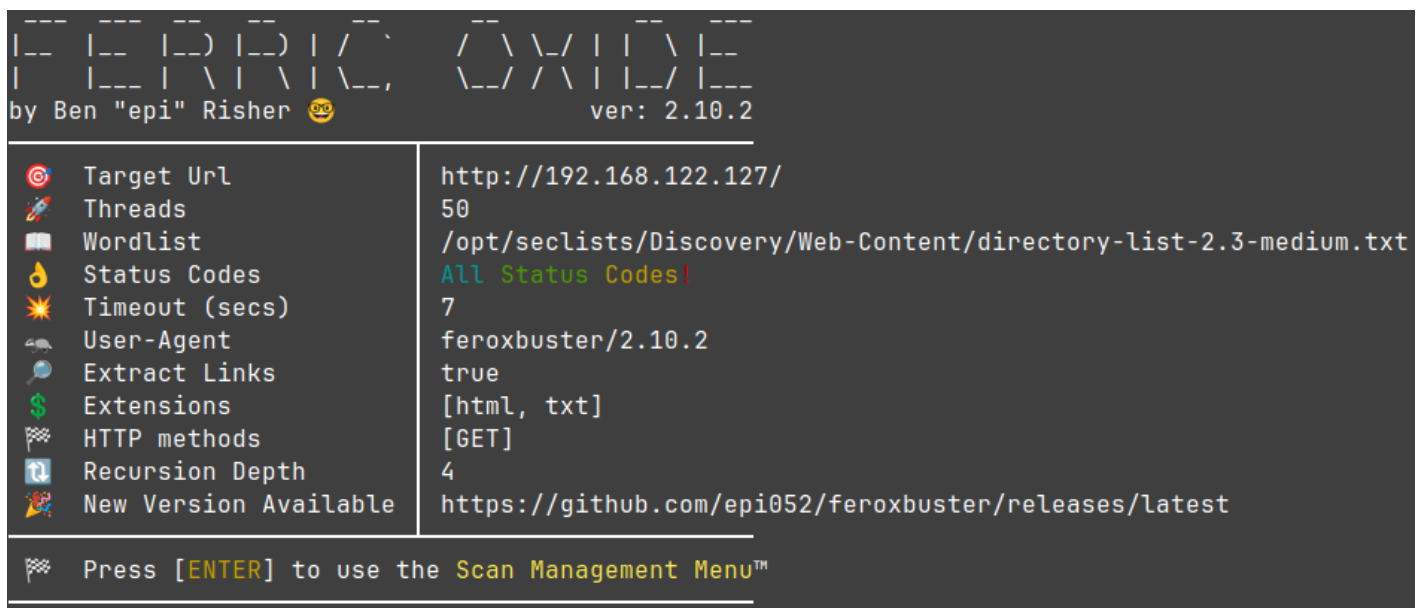 FERRIC OXIDE
by Ben "epi" Risher 🤓 ver: 2.10.2
🎯 Target Url │ http://192.168.122.127/
🚀 Threads │ 50
📖 Wordlist │ /opt/seclists/Discovery/Web-Content/directory-list-2.3-medium.txt
👌 Status Codes │ All Status Codes!
💥 Timeout (secs) │ 7
🦡 User-Agent │ feroxbuster/2.10.2
🔎 Extract Links │ true
💲 Extensions │ [html, txt]
🏁 HTTP methods │ [GET]
🔃 Recursion Depth │ 4
🎉 New Version Available │ https://github.com/epi052/feroxbuster/releases/latest
🏁 Press [ENTER] to use the Scan Management Menu™